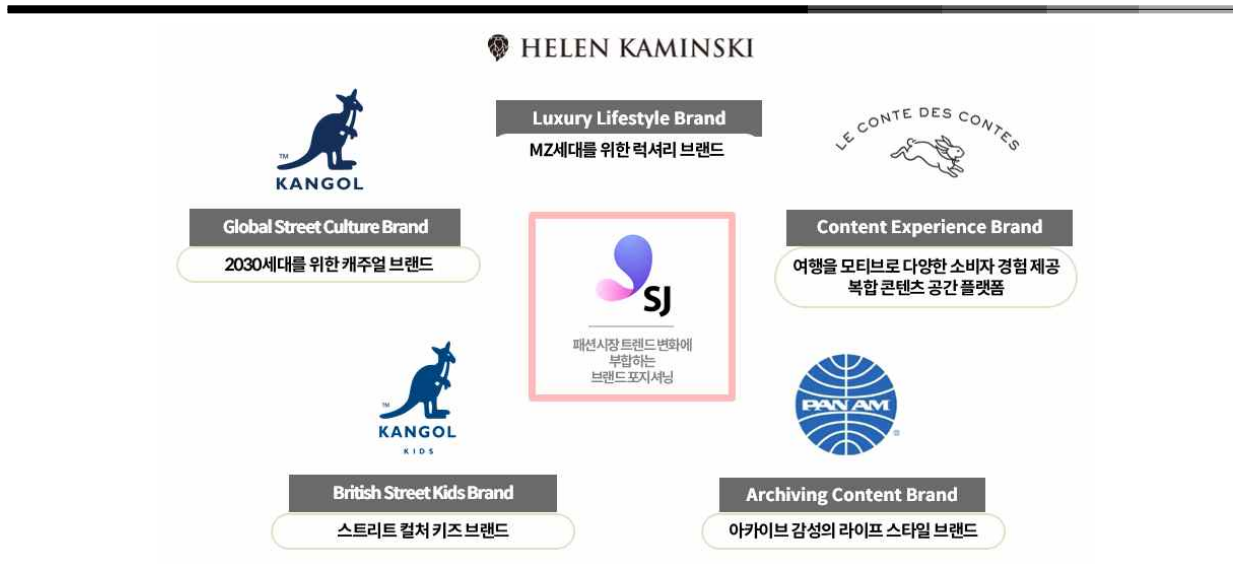 HELEN KAMINSKI
Luxury Lifestyle Brand
MZ세대를 위한 럭셔리 브랜드
TM
KANGOL
Global Street Culture Brand
2030세대를 위한 캐주얼 브랜드
LE CONTE DES CONTES
Content Experience Brand
여행을 모티브로 다양한 소비자 경험 제공
복합 콘텐츠 공간 플랫폼
SJ
패션시장 트렌드 변화에
부합하는
브랜드 포지셔닝
TM
KANGOL
KIDS
British Street Kids Brand
스트리트 컬처 키즈 브랜드
PAN AM
®
Archiving Content Brand
아카이브 감성의 라이프 스타일 브랜드